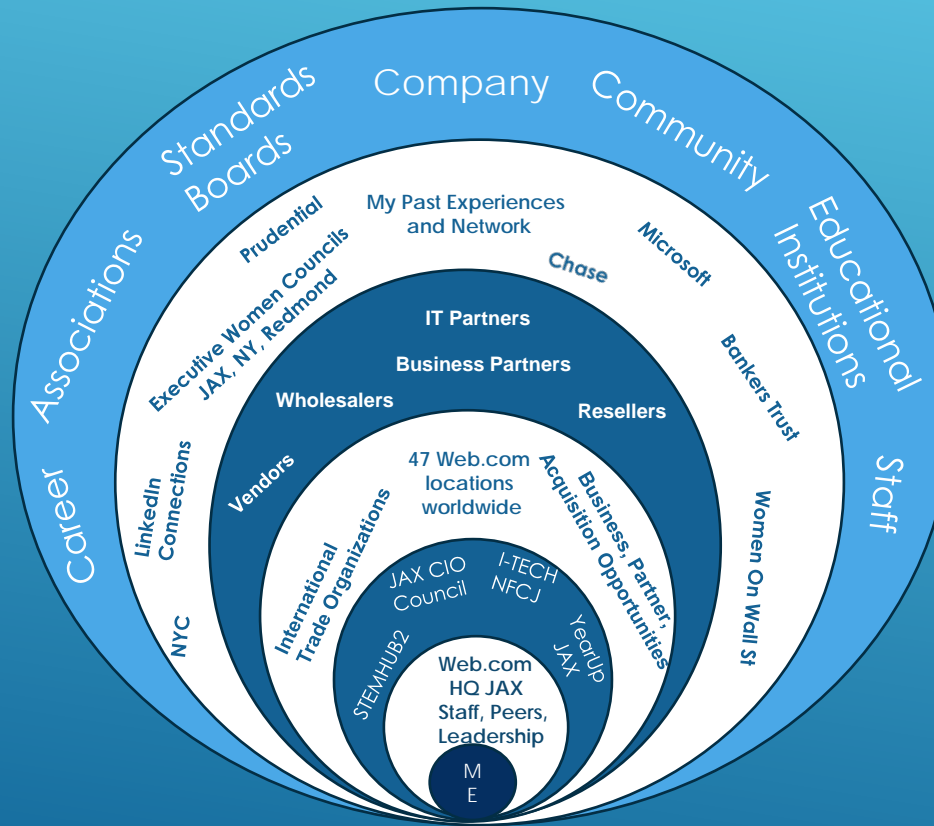 Career
Associations
Standards
Boards
Company
Community
Educational
Institutions
Staff
NYC
LinkedIn
Connections
Executive Women Councils
JAX, NY, Redmond
Prudential
My Past Experiences
and Network
Chase
Microsoft
Bankers Trust
Women On Wall St
Vendors
Wholesalers
IT Partners
Business Partners
Resellers
International
Trade Organizations
47 Web.com
locations
worldwide
Business, Partner,
Acquisition Opportunities
STEMHUB2
JAX CIO
Council
I-TECH
NFCJ
YearUp
JAX
Web.com
HQ JAX
Staff, Peers,
Leadership
M
E